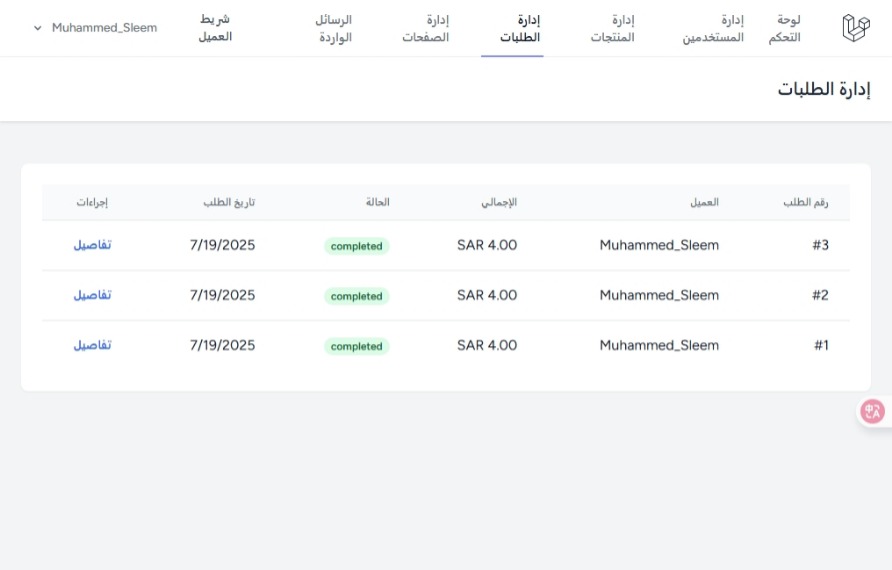 لوحة
التحكم
إدارة
المستخدمين
إدارة
المنتجات
إدارة
الطلبات
إدارة
الصفحات
الرسائل
الواردة
شريط
العميل
Muhammed_Sleem
إدارة الطلبات
رقم الطلب العميل الإجمالي الحالة تاريخ الطلب إجراءات
#3 Muhammed_Sleem SAR 4.00 completed 7/19/2025 تفاصيل
#2 Muhammed_Sleem SAR 4.00 completed 7/19/2025 تفاصيل
#1 Muhammed_Sleem SAR 4.00 completed 7/19/2025 تفاصيل
中A